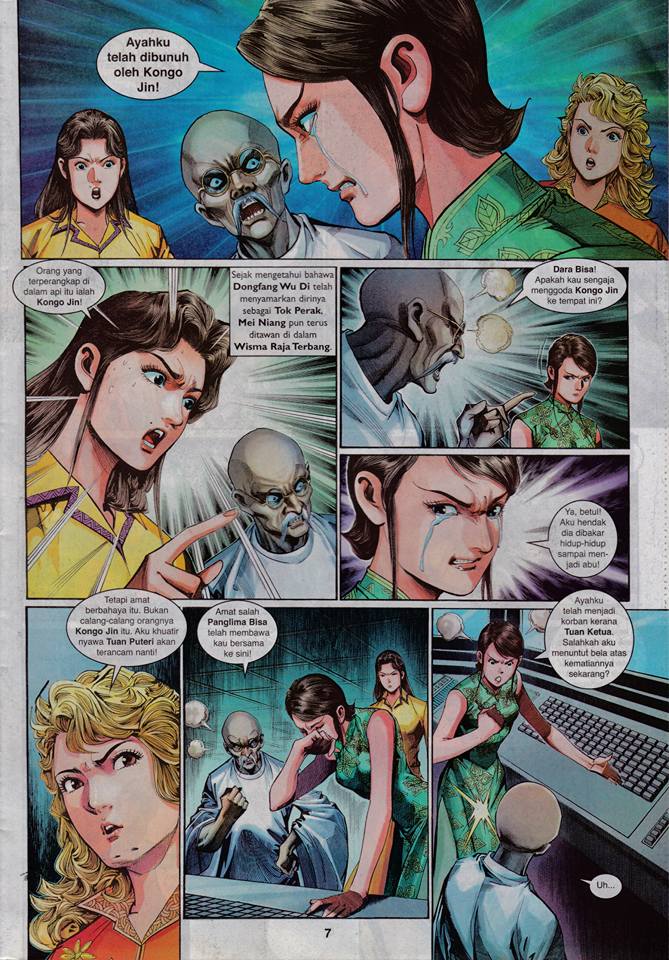 Ayahku
telah dibunuh
oleh Kongo
Jin!
Orang yang
terperangkap di
dalam api itu ialah
Kongo Jin!
Sejak mengetahui bahawa
Dongfang Wu Di telah
menyamarkan dirinya
sebagai Tok Perak,
Mei Niang pun terus
ditawan di dalam
Wisma Raja Terbang.
Dara Bisa!
Apakah kau sengaja
menggoda Kongo Jin
ke tempat ini?
Ya, betul!
Aku hendak
dia dibakar
hidup-hidup
sampai men-
jadi abu!
Tetapi amat
berbahaya itu. Bukan
calang-calang orangnya
Kongo Jin itu. Aku khuatir
nyawa Tuan Puteri akan
terancam nanti!
Amat salah
Panglima Bisa
telah membawa
kau bersama
ke sini!
Ayahku
telah menjadi
korban kerana
Tuan Ketua.
Salahkah aku
menuntut bela atas
kematiannya
sekarang?
Uh...
7